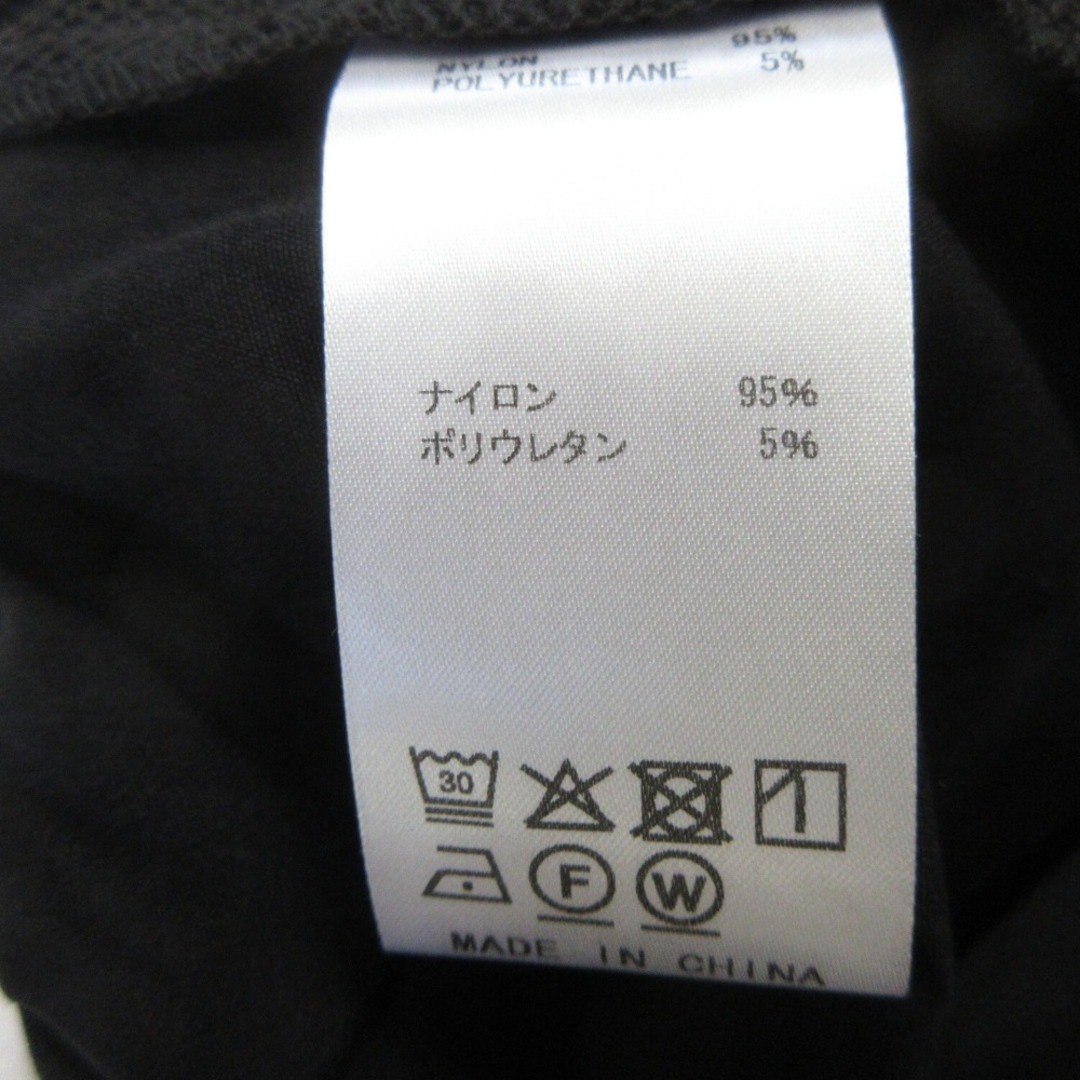 NYLON 95%
POLYURETHANE 5%
ナイロン 95%
ポリウレタン 5%
30
F W
MADE IN CHINA